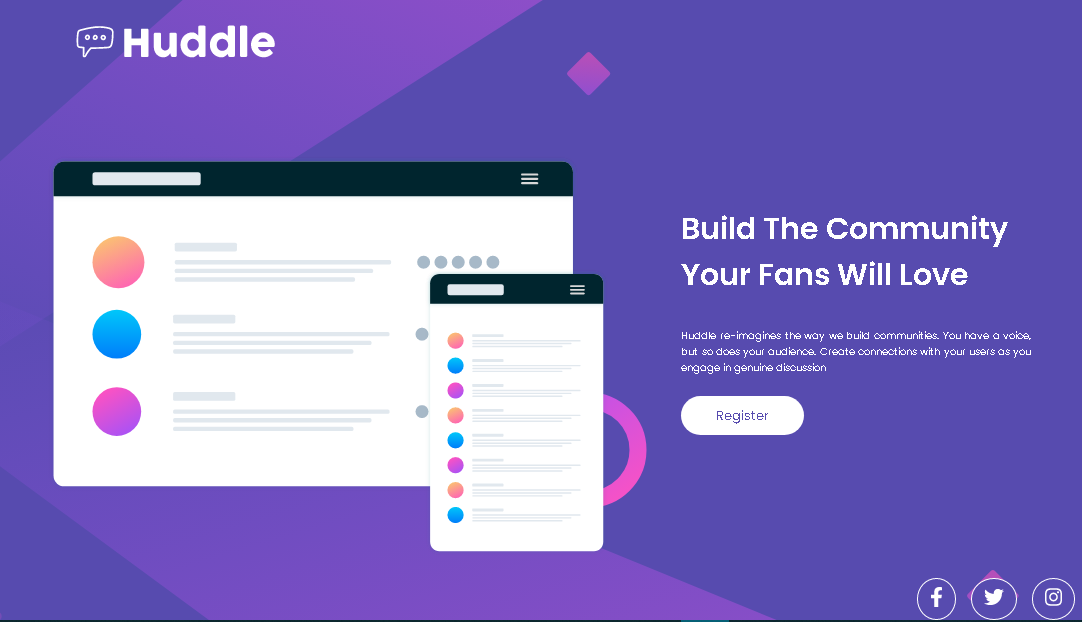 Huddle
Build The Community
Your Fans Will Love
Huddle re-imagines the way we build communities. You have a voice,
but so does your audience. Create connections with your users as you
engage in genuine discussion
Register